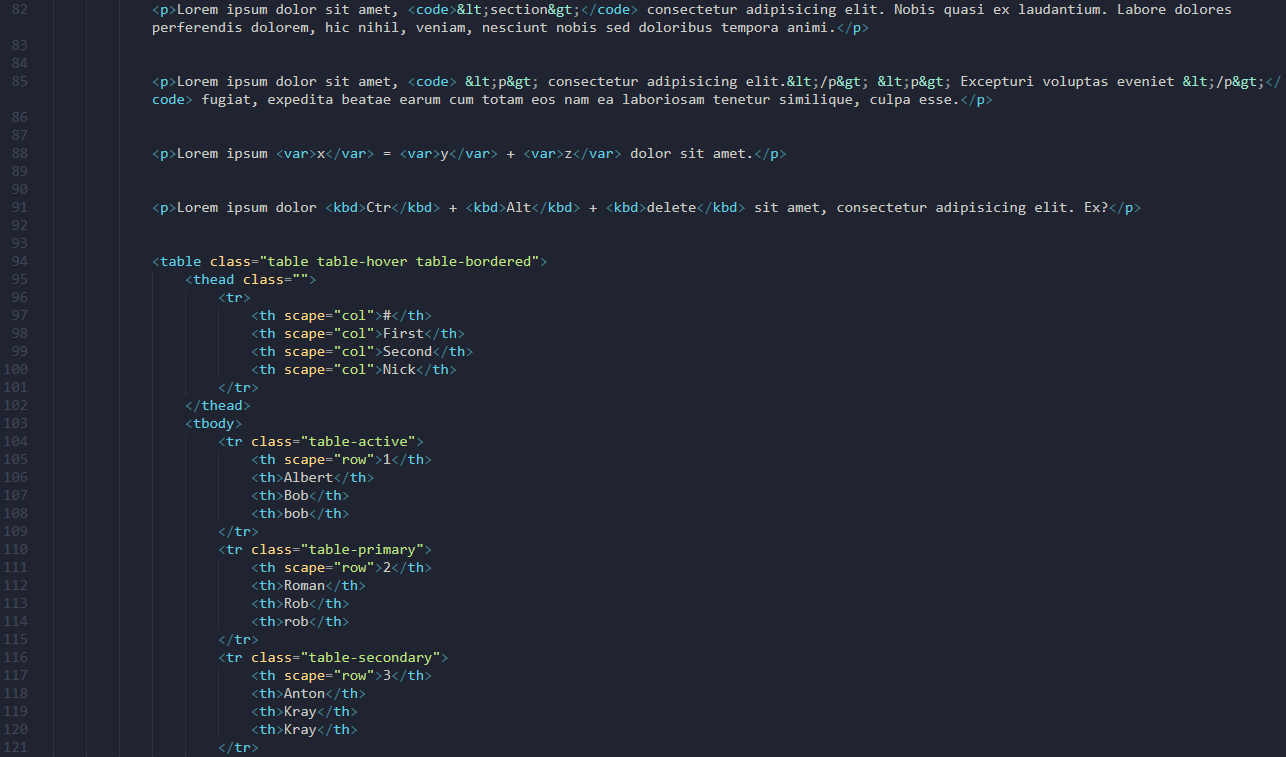 82 <p>Lorem ipsum dolor sit amet, <code>&lt;section&gt;</code> consectetur adipisicing elit. Nobis quasi ex laudantium. Labore dolores
perferendis dolorem, hic nihil, veniam, nesciunt nobis sed doloribus tempora animi.</p>
83
84
85 <p>Lorem ipsum dolor sit amet, <code> &lt;p&gt; consectetur adipisicing elit.&lt;/p&gt; &lt;p&gt; Excepturi voluptas eveniet &lt;/p&gt;</
code> fugiat, expedita beatae earum cum totam eos nam ea laboriosam tenetur similique, culpa esse.</p>
86
87
88 <p>Lorem ipsum <var>x</var> = <var>y</var> + <var>z</var> dolor sit amet.</p>
89
90
91 <p>Lorem ipsum dolor <kbd>Ctr</kbd> + <kbd>Alt</kbd> + <kbd>delete</kbd> sit amet, consectetur adipisicing elit. Ex?</p>
92
93
94 <table class="table table-hover table-bordered">
95 <thead class="">
96 <tr>
97 <th scape="col">#</th>
98 <th scape="col">First</th>
99 <th scape="col">Second</th>
100 <th scape="col">Nick</th>
101 </tr>
102 </thead>
103 <tbody>
104 <tr class="table-active">
105 <th scape="row">1</th>
106 <th>Albert</th>
107 <th>Bob</th>
108 <th>bob</th>
109 </tr>
110 <tr class="table-primary">
111 <th scape="row">2</th>
112 <th>Roman</th>
113 <th>Rob</th>
114 <th>rob</th>
115 </tr>
116 <tr class="table-secondary">
117 <th scape="row">3</th>
118 <th>Anton</th>
119 <th>Kray</th>
120 <th>Kray</th>
121 </tr>